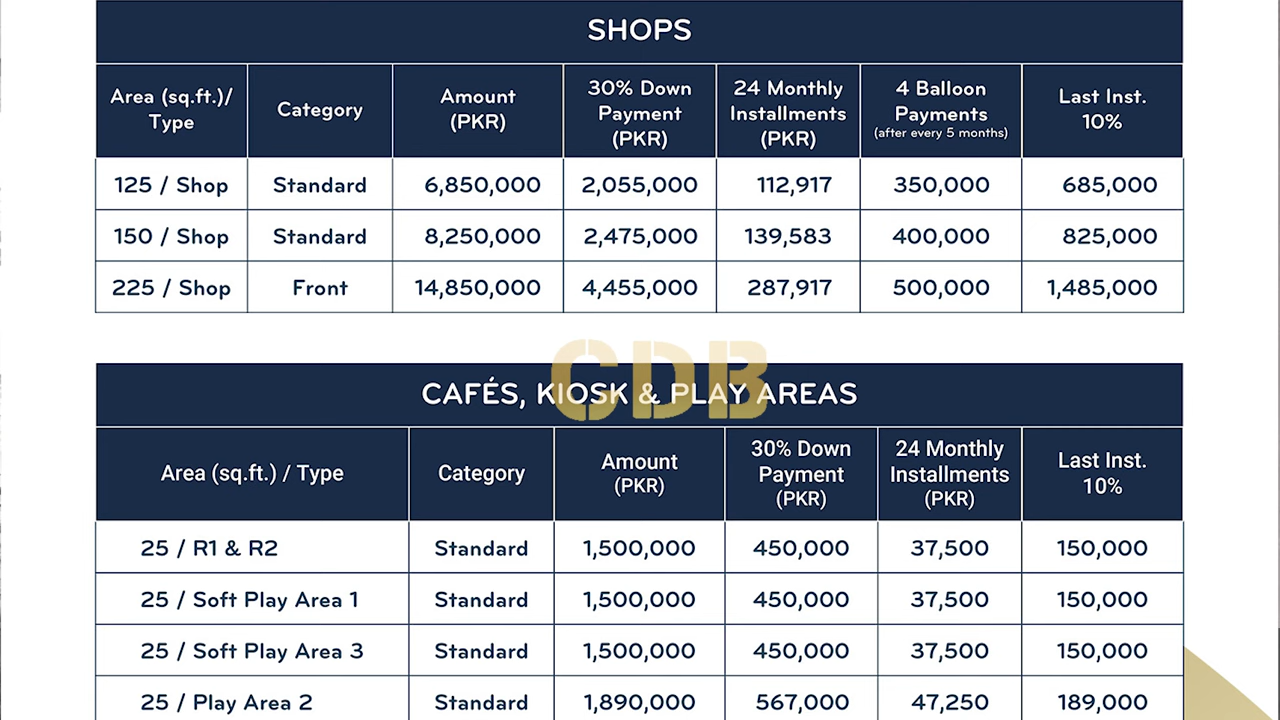 SHOPS
Area (sq.ft.)/ Type Category Amount (PKR) 30% Down Payment (PKR) 24 Monthly Installments (PKR) 4 Balloon Payments (after every 5 months) Last Inst. 10%
125 / Shop Standard 6,850,000 2,055,000 112,917 350,000 685,000
150 / Shop Standard 8,250,000 2,475,000 139,583 400,000 825,000
225 / Shop Front 14,850,000 4,455,000 287,917 500,000 1,485,000
CDB
CAFÉS, KIOSK & PLAY AREAS
Area (sq.ft.) / Type Category Amount (PKR) 30% Down Payment (PKR) 24 Monthly Installments (PKR) Last Inst. 10%
25 / R1 & R2 Standard 1,500,000 450,000 37,500 150,000
25 / Soft Play Area 1 Standard 1,500,000 450,000 37,500 150,000
25 / Soft Play Area 3 Standard 1,500,000 450,000 37,500 150,000
25 / Play Area 2 Standard 1,890,000 567,000 47,250 189,000